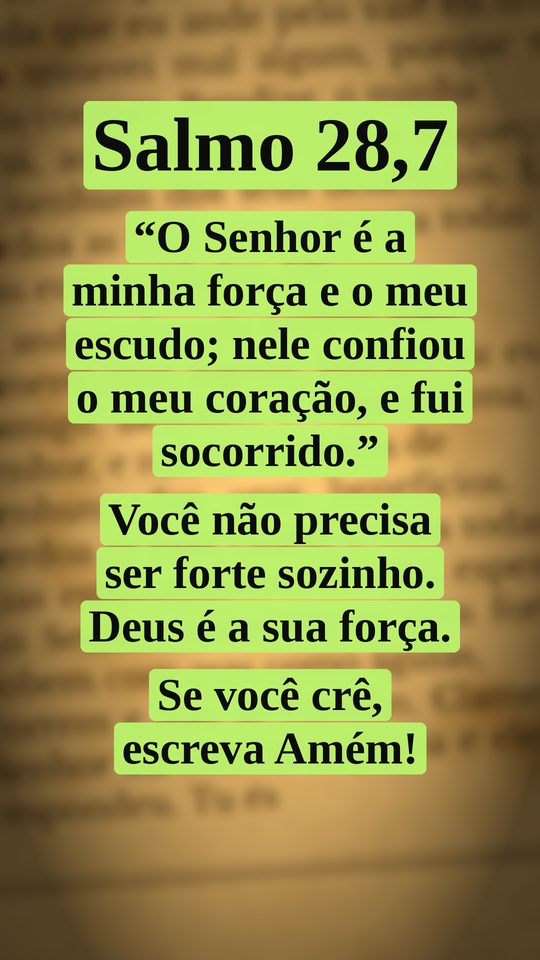 Salmo 28,7
“O Senhor é a
minha força e o meu
escudo; nele confiou
o meu coração, e fui
socorrido.”
Você não precisa
ser forte sozinho.
Deus é a sua força.
Se você crê,
escreva Amém!